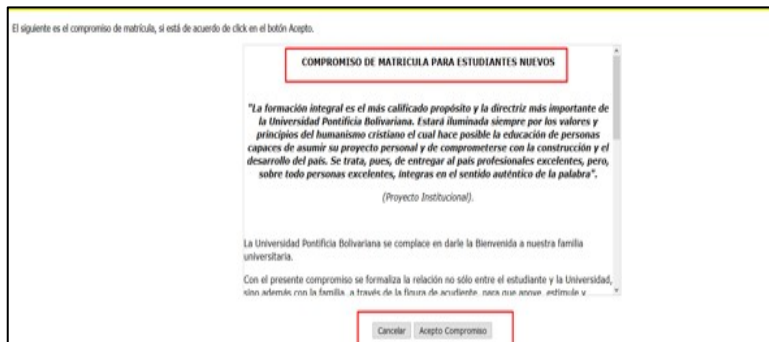 El siguiente es el compromiso de matrícula, si está de acuerdo de click en el botón Acepto.
COMPROMISO DE MATRICULA PARA ESTUDIANTES NUEVOS
"La formación integral es el más calificado propósito y la directriz más importante de
la Universidad Pontificia Bolivariana. Estará iluminada siempre por los valores y
principios del humanismo cristiano el cual hace posible la educación de personas
capaces de asumir su proyecto personal y de comprometerse con la construcción y el
desarrollo del país. Se trata, pues, de entregar al país profesionales excelentes, pero,
sobre todo personas excelentes, integras en el sentido auténtico de la palabra".
(Proyecto Institucional).
La Universidad Pontificia Bolivariana se complace en darle la Bienvenida a nuestra familia
universitaria.
Con el presente compromiso se formaliza la relación no sólo entre el estudiante y la Universidad,
sino además con la familia, a través de la figura de acudiente, para que apoye, estimule y
Cancelar Acepto Compromiso